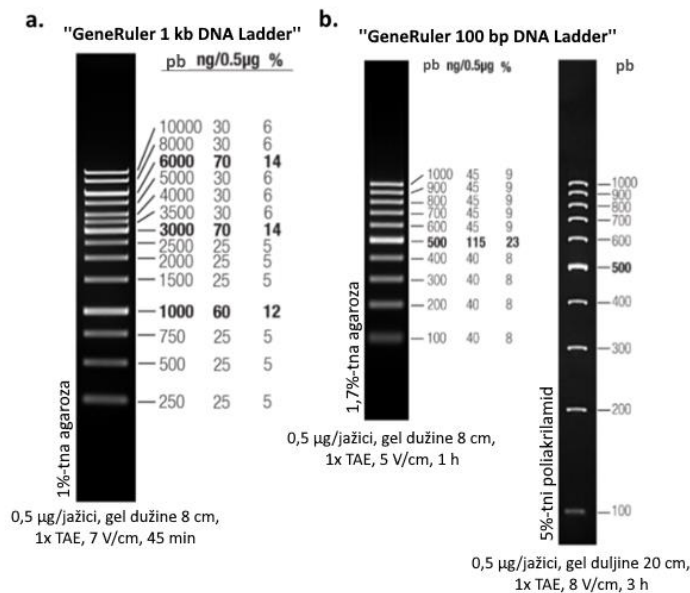 a.
"GeneRuler 1 kb DNA Ladder"
pb ng/0.5µg %
10000 30 6
8000 30 6
6000 70 14
5000 30 6
4000 30 6
3500 30 6
3000 70 14
2500 25 5
2000 25 5
1500 25 5
1000 60 12
750 25 5
500 25 5
250 25 5
1%-tna agaroza
0,5 µg/jažici, gel dužine 8 cm,
1x TAE, 7 V/cm, 45 min
b.
"GeneRuler 100 bp DNA Ladder"
pb ng/0.5µg %
1000 45 9
900 45 9
800 45 9
700 45 9
600 45 9
500 115 23
400 40 8
300 40 8
200 40 8
100 40 8
1,7%-tna agaroza
0,5 µg/jažici, gel dužine 8 cm,
1x TAE, 5 V/cm, 1 h
pb
1000
900
800
700
600
500
400
300
200
100
5%-tni poliakrilamid
0,5 µg/jažici, gel duljine 20 cm,
1x TAE, 8 V/cm, 3 h